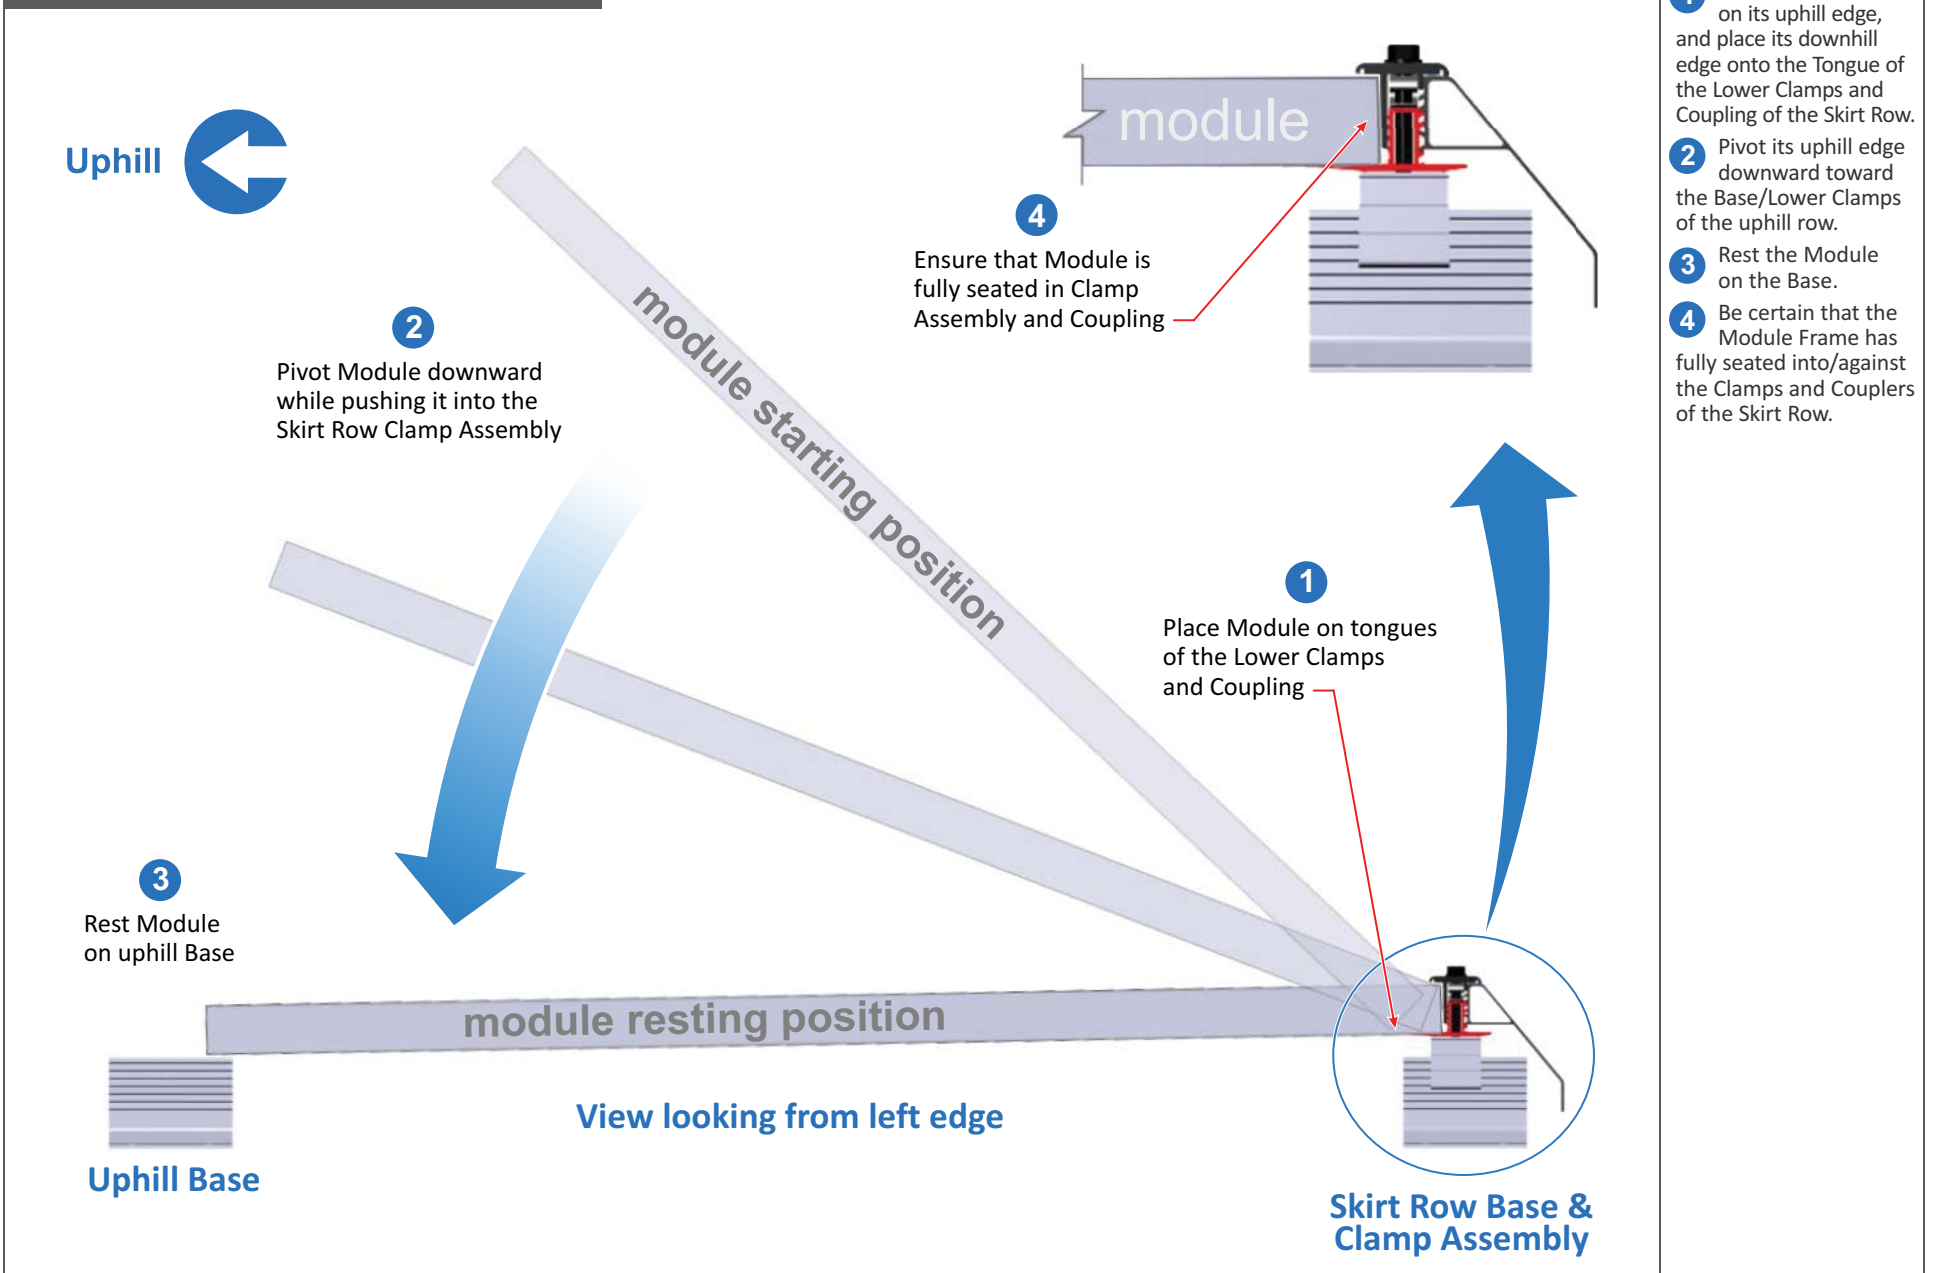 Uphill
2
Pivot Module downward
while pushing it into the
Skirt Row Clamp Assembly
module starting position
module
4
Ensure that Module is
fully seated in Clamp
Assembly and Coupling
1
Place Module on tongues
of the Lower Clamps
and Coupling
3
Rest Module
on uphill Base
module resting position
View looking from left edge
Uphill Base
Skirt Row Base &
Clamp Assembly
on its uphill edge,
and place its downhill
edge onto the Tongue of
the Lower Clamps and
Coupling of the Skirt Row.
2 Pivot its uphill edge
downward toward
the Base/Lower Clamps
of the uphill row.
3 Rest the Module
on the Base.
4 Be certain that the
Module Frame has
fully seated into/against
the Clamps and Couplers
of the Skirt Row.